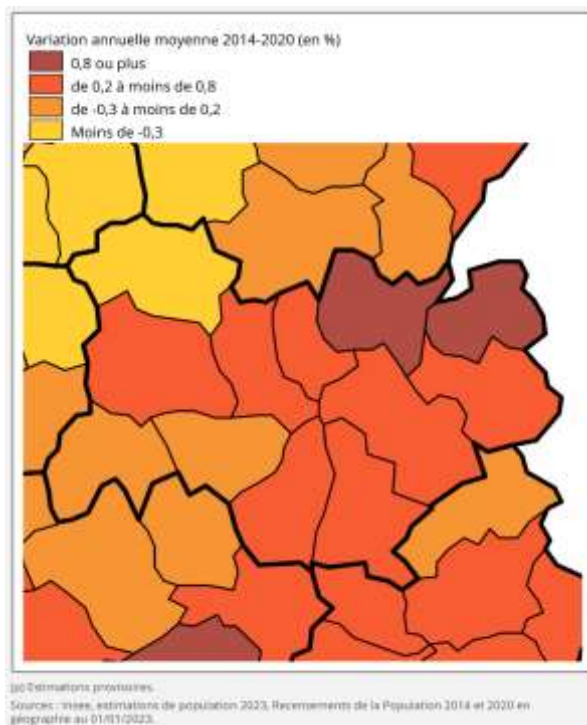 Variation annuelle moyenne 2014-2020 (en %)
0,8 ou plus
de 0,2 à moins de 0,8
de -0,3 à moins de 0,2
Moins de -0,3
(p) Estimations provisoires.
Sources : Insee, estimations de population 2023, Recensements de la Population 2014 et 2020 en
géographie au 01/01/2023.